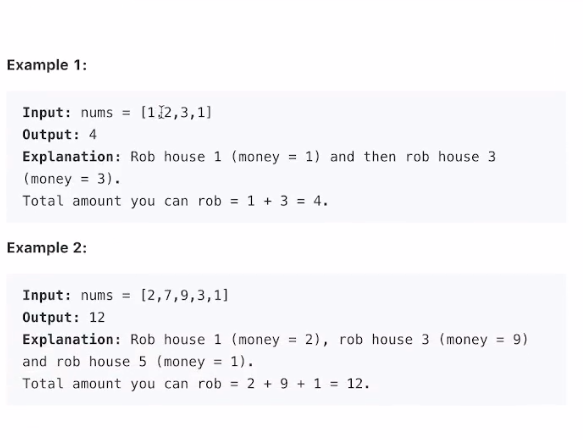 Example 1:
Input: nums = [1,2,3,1]
Output: 4
Explanation: Rob house 1 (money = 1) and then rob house 3
(money = 3).
Total amount you can rob = 1 + 3 = 4.
Example 2:
Input: nums = [2,7,9,3,1]
Output: 12
Explanation: Rob house 1 (money = 2), rob house 3 (money = 9)
and rob house 5 (money = 1).
Total amount you can rob = 2 + 9 + 1 = 12.